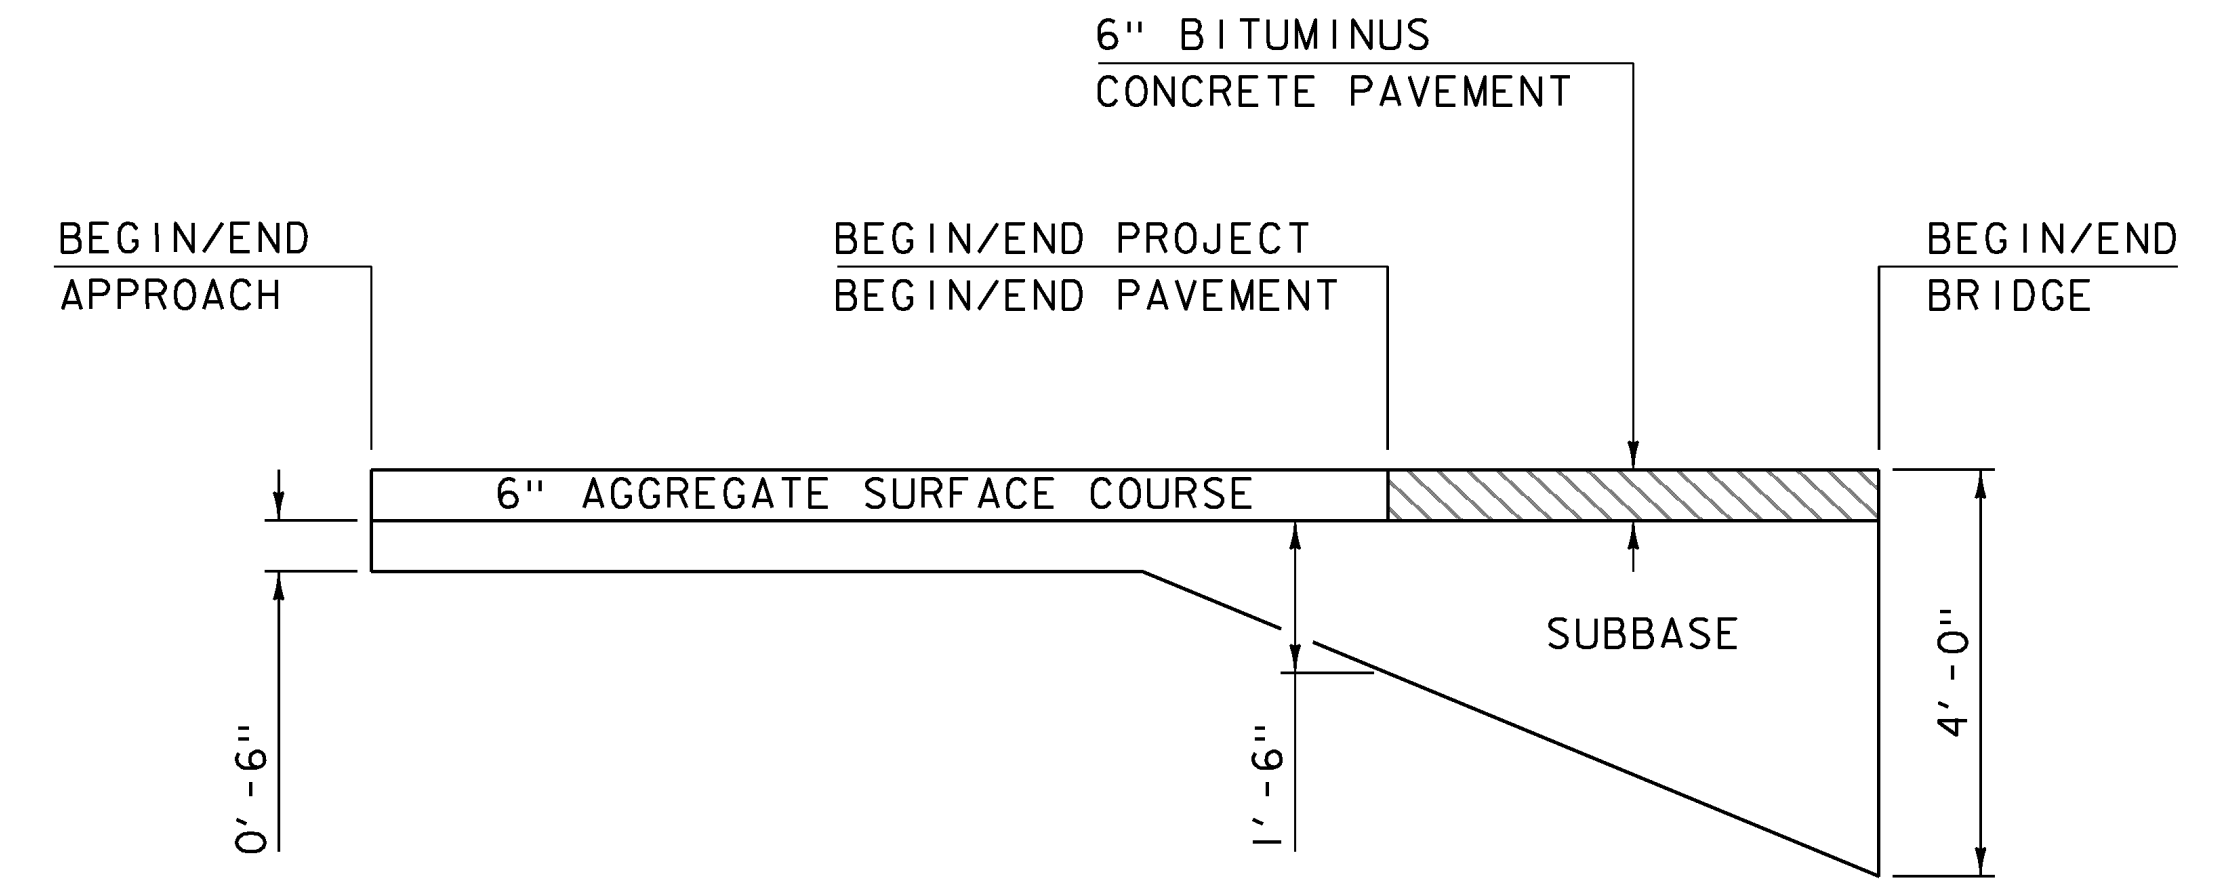 6" BITUMINUS
CONCRETE PAVEMENT
BEGIN/END
APPROACH
BEGIN/END PROJECT
BEGIN/END PAVEMENT
BEGIN/END
BRIDGE
6" AGGREGATE SURFACE COURSE
SUBBASE
0'-6"
1'-6"
4'-0"